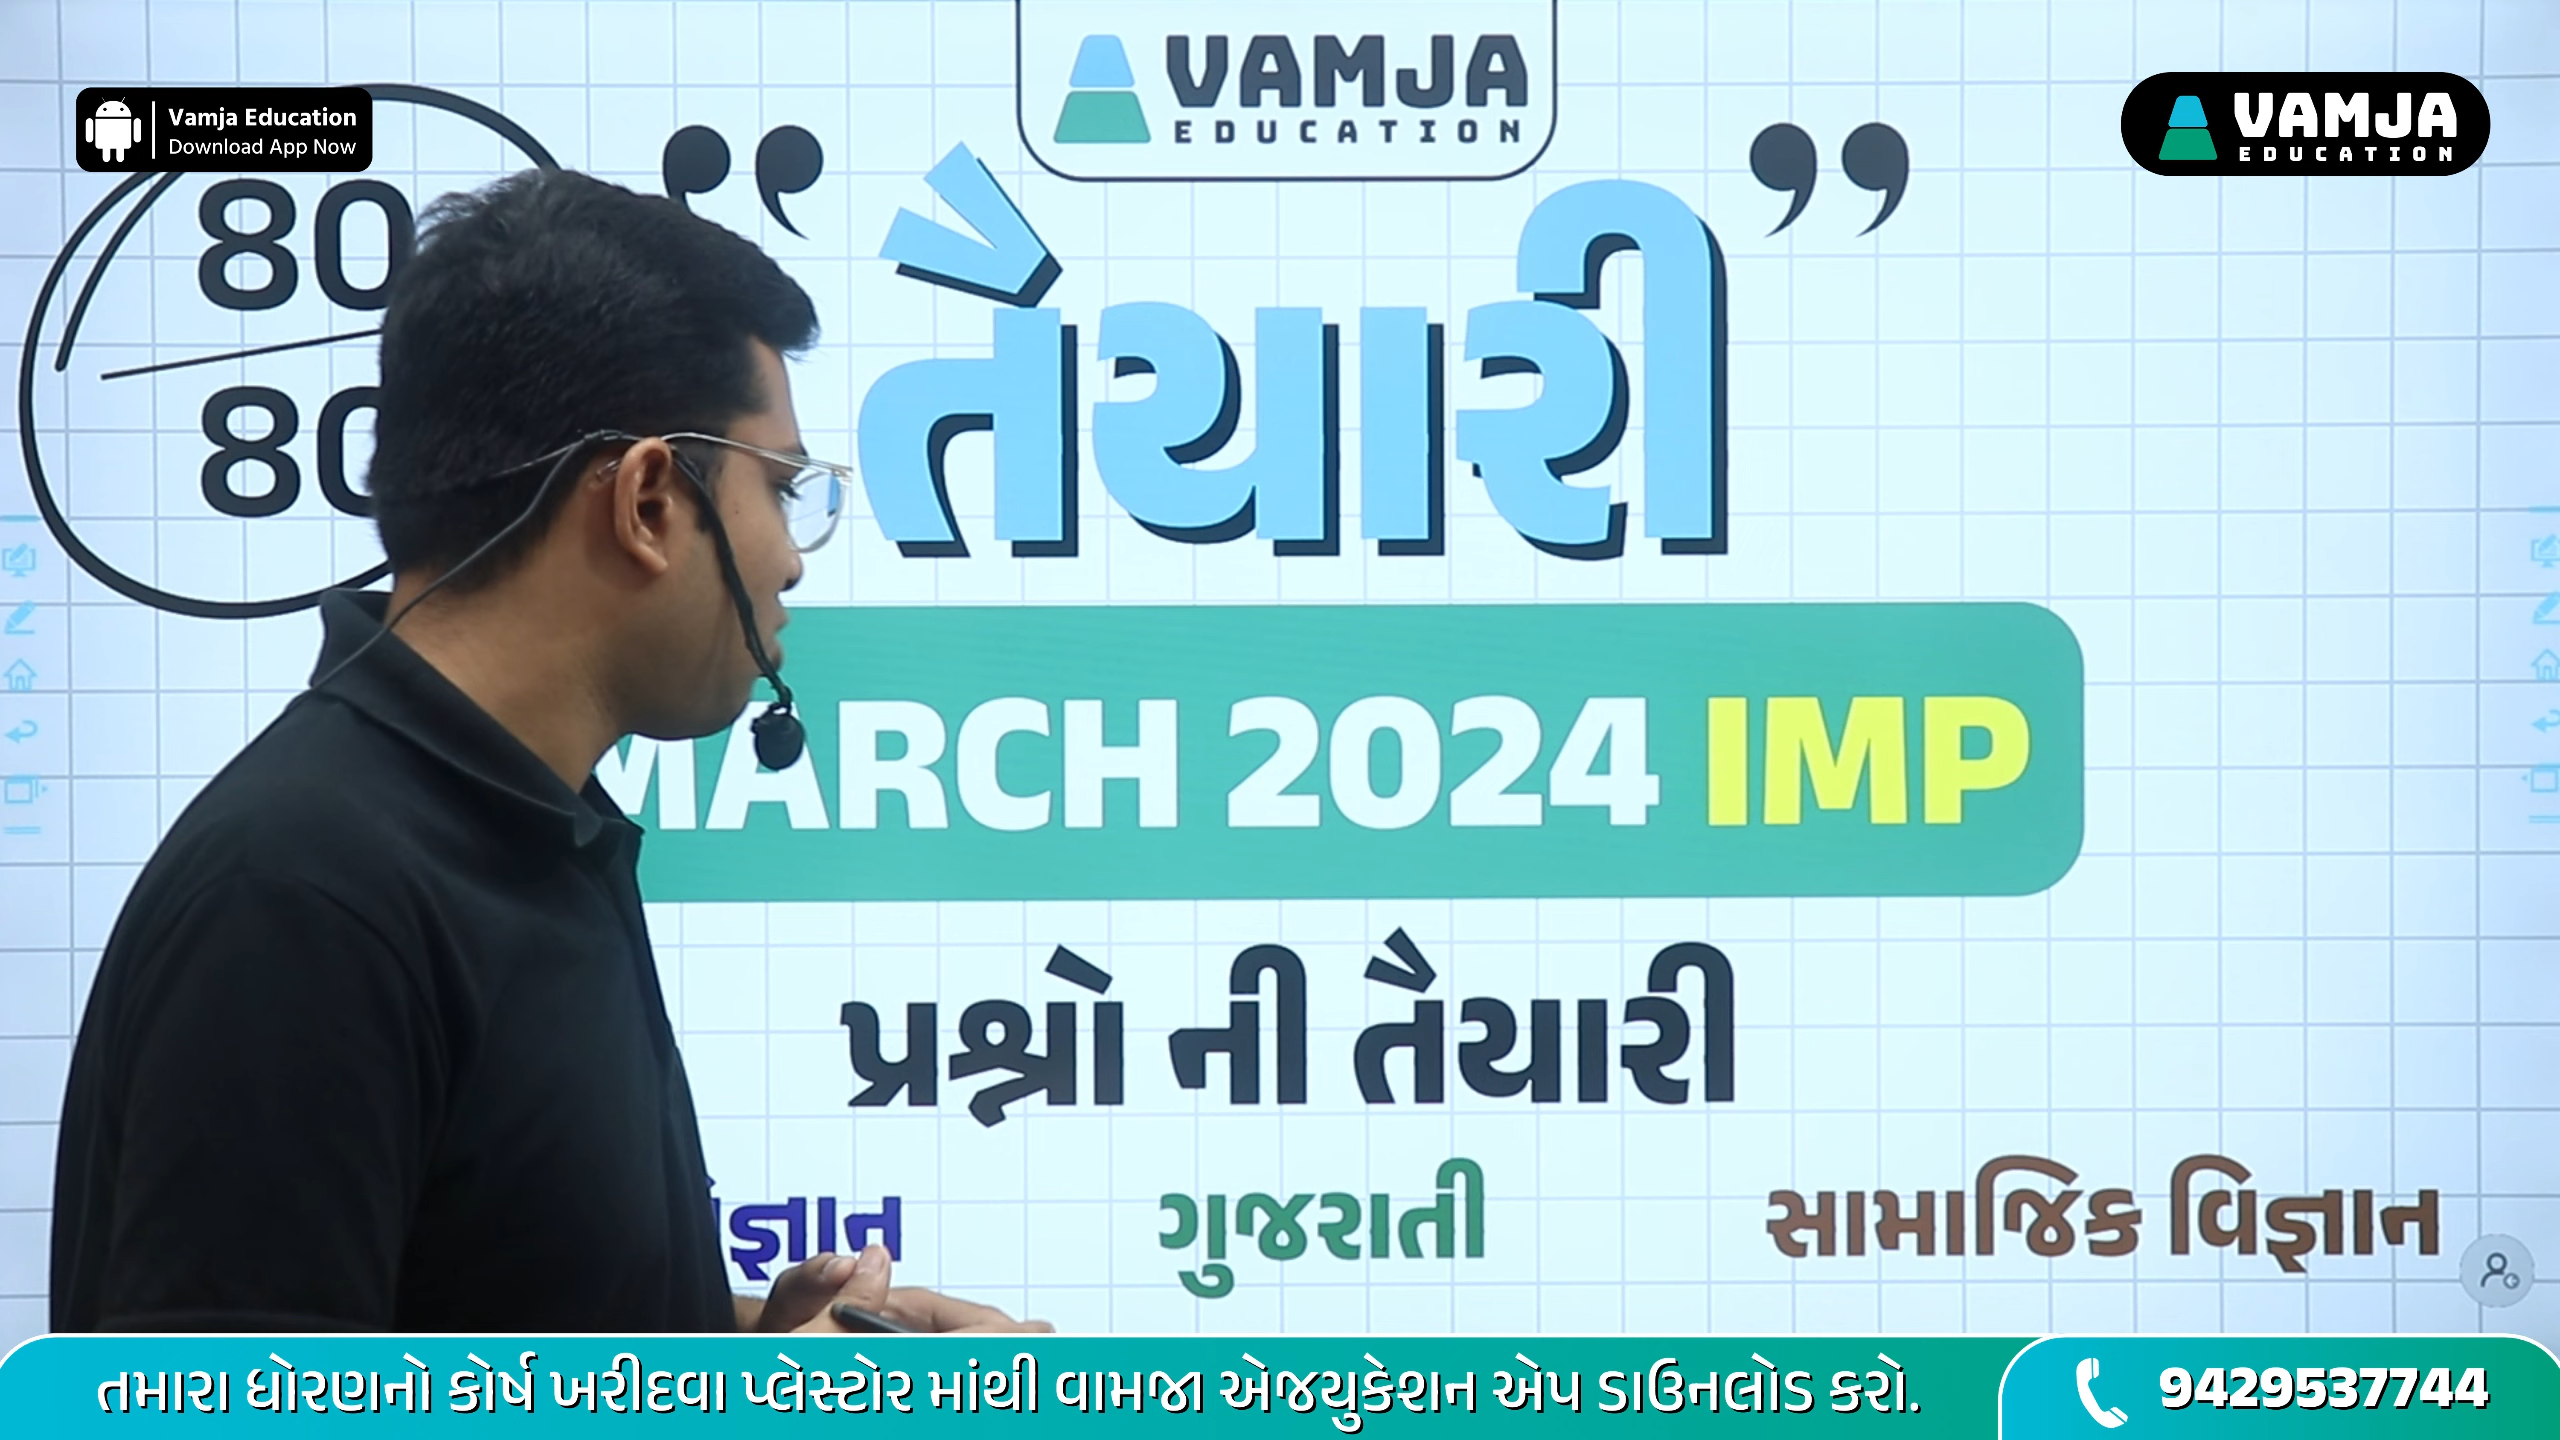 VAMJA
EDUCATION
Vamja Education
Download App Now
VAMJA
EDUCATION
80
80
“તૈયારી”
MARCH 2024 IMP
પ્રશ્નો ની તૈયારી
ગુજરાતી
સામાજિક વિજ્ઞાન
તમારા ધોરણનો કોર્ષ ખરીદવા પ્લેસ્ટોર માંથી વામજા એજ્યુકેશન એપ ડાઉનલોડ કરો.
9429537744